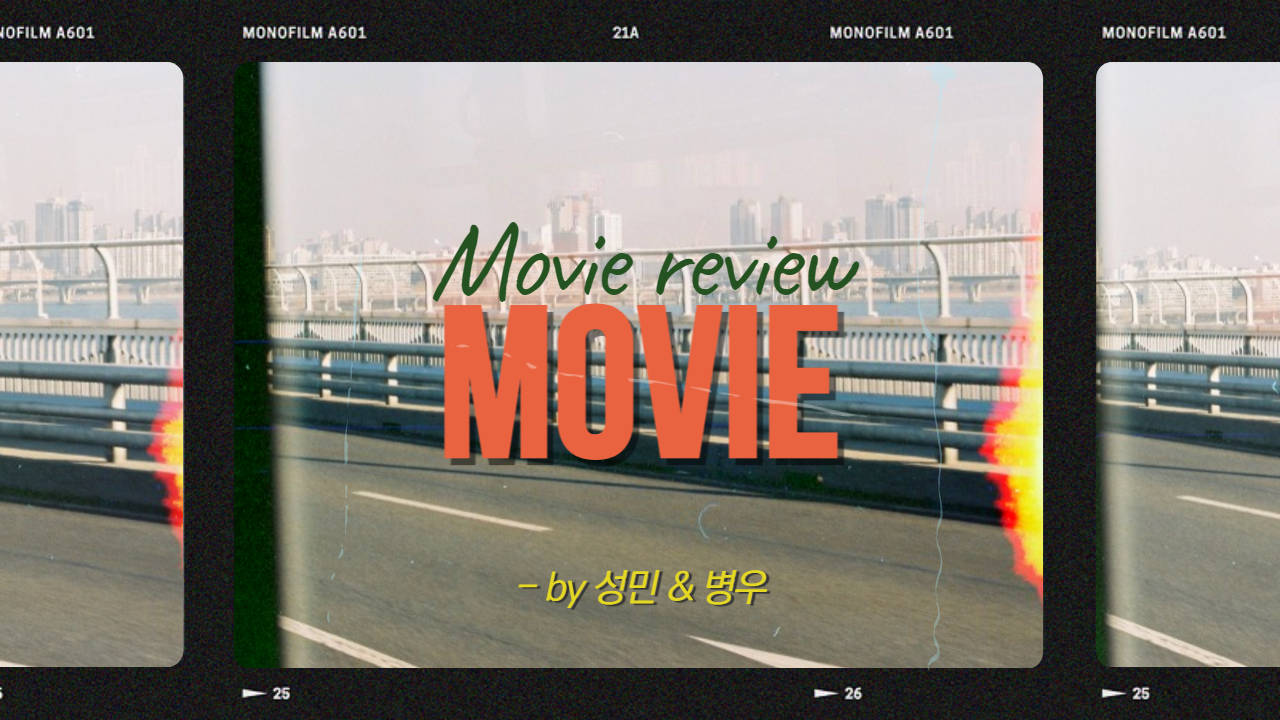 NOFILM A601 MONOFILM A601 21A MONOFILM A601 MONOFILM A601
Movie review
MOVIE
– by 성민 & 병우
25 26 25